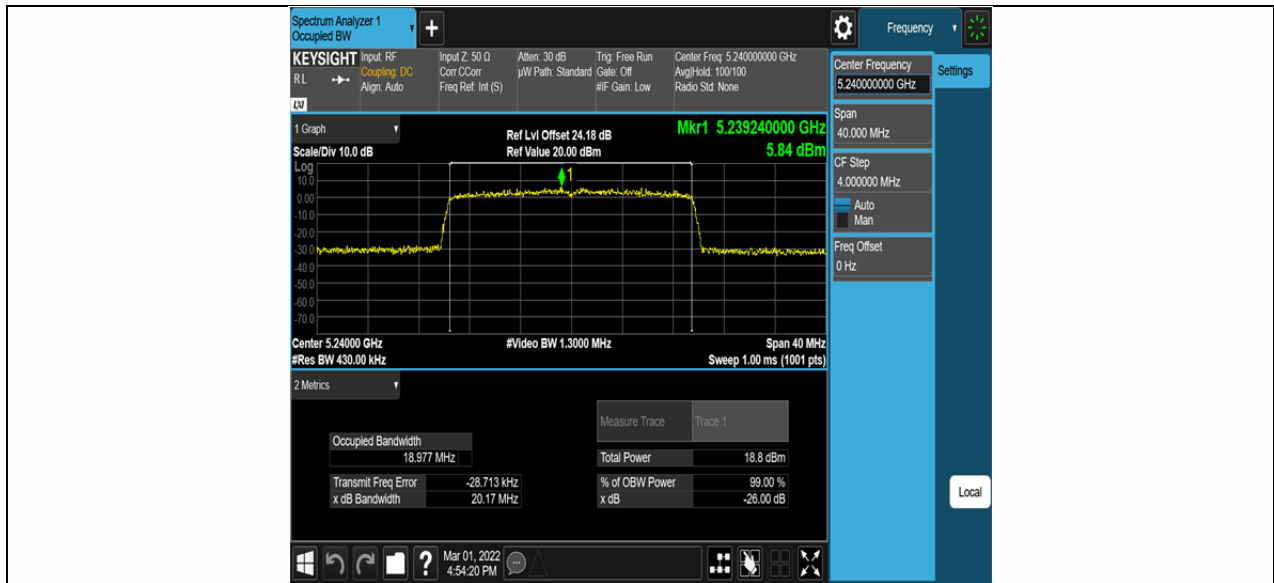 Spectrum Analyzer 1
Occupied BW
+
Frequency
KEYSIGHT
RL
LXI
Input: RF
Coupling: DC
Align: Auto
Input Z: 50 Ω
Corr CCorr
Freq Ref: Int (S)
Atten: 30 dB
µW Path: Standard
Trig: Free Run
Gate: Off
#IF Gain: Low
Center Freq: 5.240000000 GHz
Avg|Hold: 100/100
Radio Std: None
Center Frequency
5.240000000 GHz
Settings
Span
40.000 MHz
CF Step
4.000000 MHz
Auto
Man
Freq Offset
0 Hz
Local
1 Graph
Scale/Div 10.0 dB
Ref Lvl Offset 24.18 dB
Ref Value 20.00 dBm
Mkr1 5.239240000 GHz
5.84 dBm
Log
10.0
0.00
-10.0
-20.0
-30.0
-40.0
-50.0
-60.0
-70.0
1
Center 5.24000 GHz
#Res BW 430.00 kHz
#Video BW 1.3000 MHz
Span 40 MHz
Sweep 1.00 ms (1001 pts)
2 Metrics
Measure Trace Trace 1
Occupied Bandwidth
18.977 MHz
Total Power 18.8 dBm
Transmit Freq Error -28.713 kHz
x dB Bandwidth 20.17 MHz
% of OBW Power 99.00 %
x dB -26.00 dB
?
Mar 01, 2022
4:54:20 PM